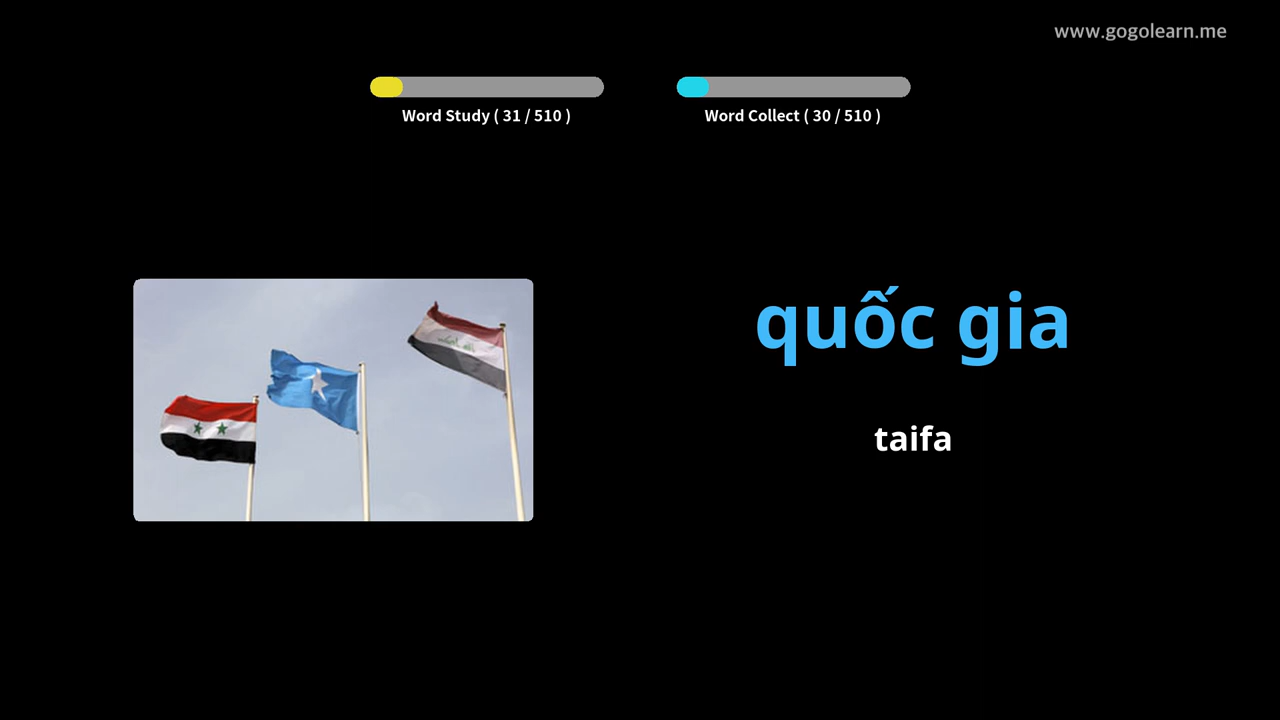 www.gogolearn.me
Word Study ( 31 / 510 )
Word Collect ( 30 / 510 )
quốc gia
taifa